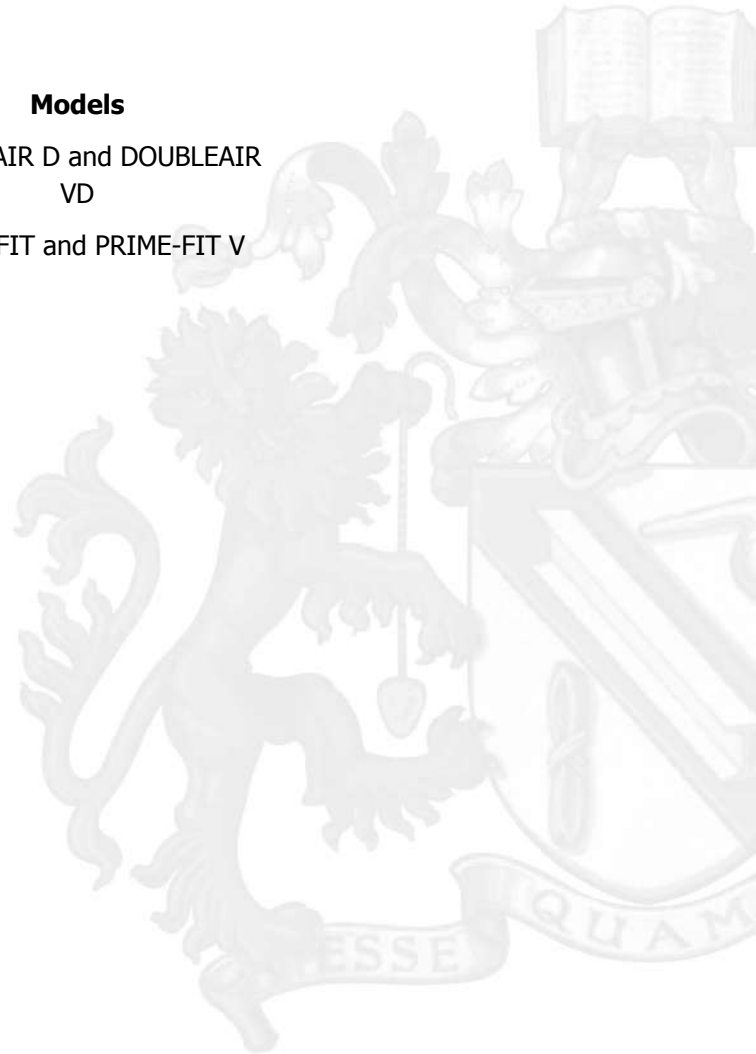 Models
AIR D and DOUBLEAIR
VD
FIT and PRIME-FIT V
ESSE
QUAM